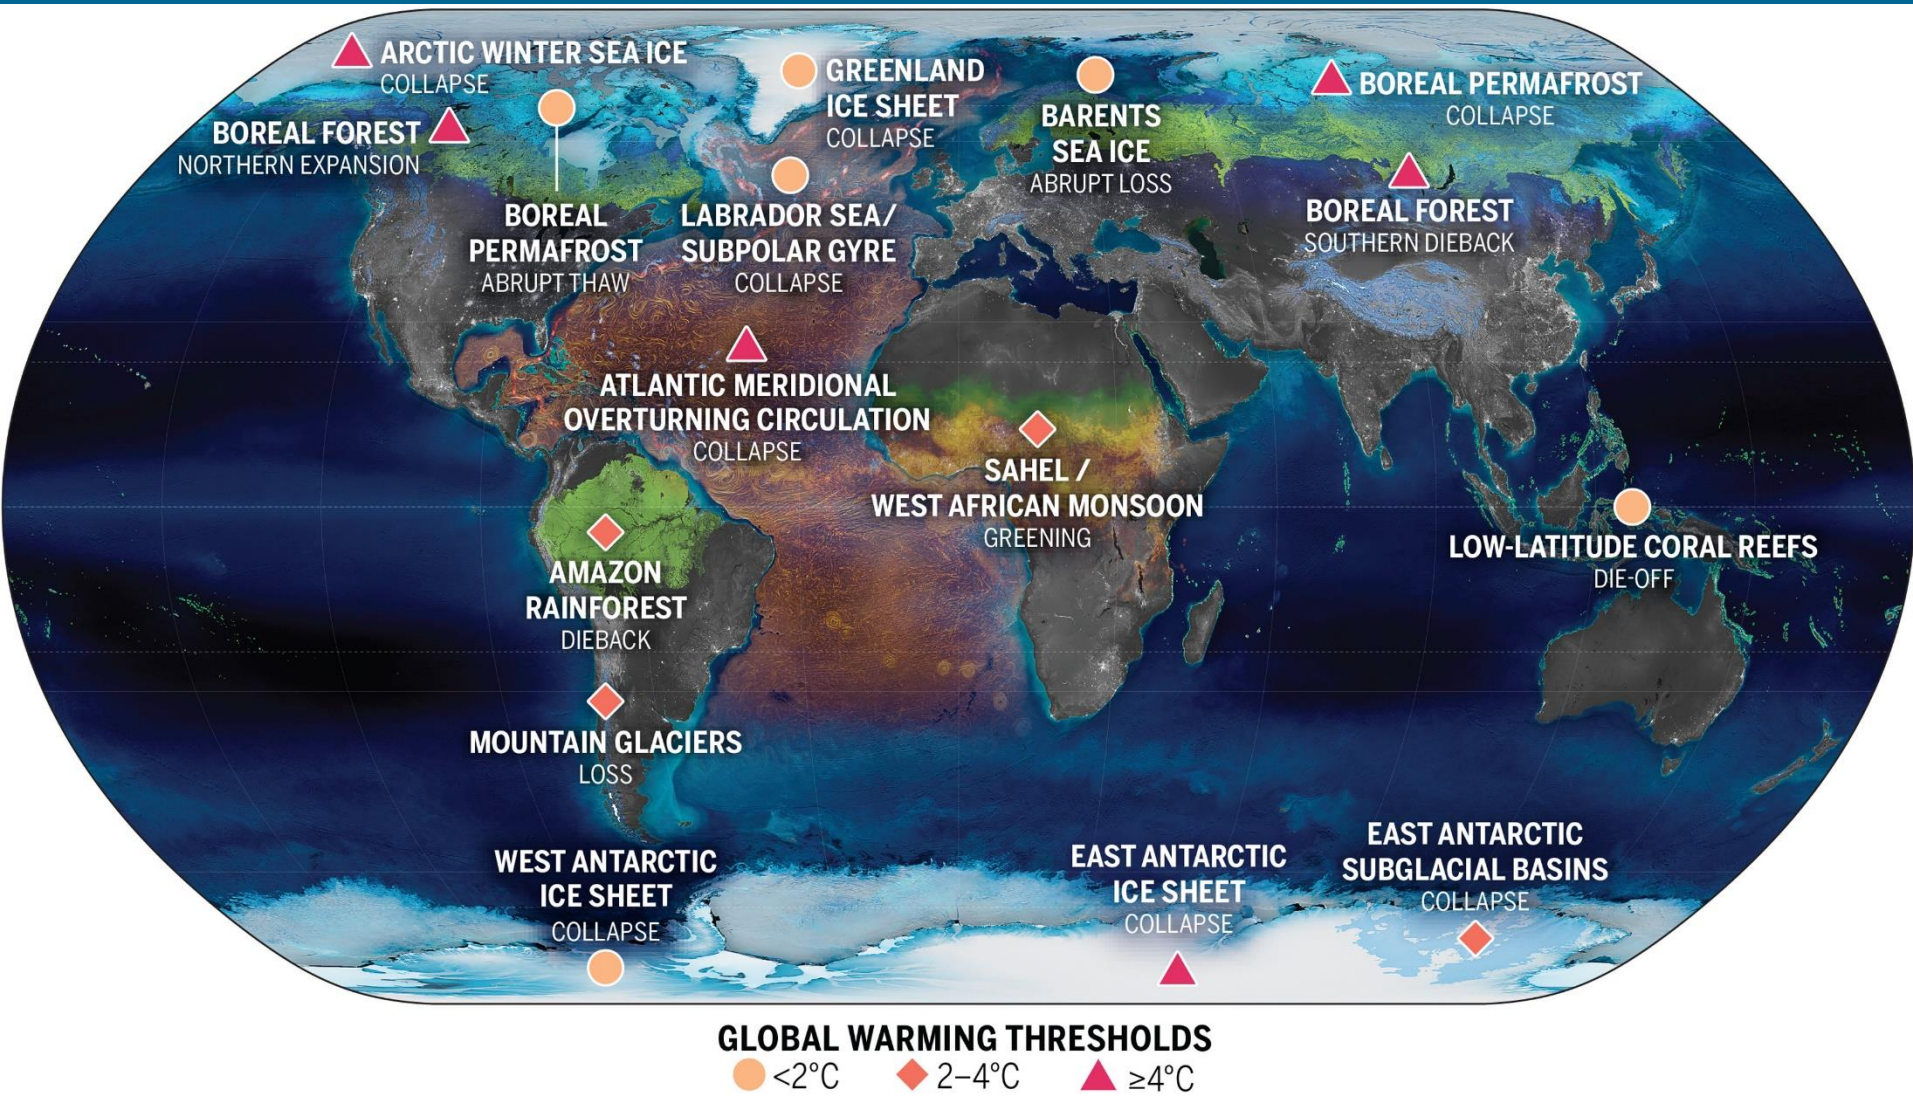 ARCTIC WINTER SEA ICE
COLLAPSE
BOREAL FOREST
NORTHERN EXPANSION
BOREAL
PERMAFROST
ABRUPT THAW
GREENLAND
ICE SHEET
COLLAPSE
LABRADOR SEA/
SUBPOLAR GYRE
COLLAPSE
BARENTS
SEA ICE
ABRUPT LOSS
BOREAL PERMAFROST
COLLAPSE
BOREAL FOREST
SOUTHERN DIEBACK
ATLANTIC MERIDIONAL
OVERTURNING CIRCULATION
COLLAPSE
SAHEL /
WEST AFRICAN MONSOON
GREENING
LOW-LATITUDE CORAL REEFS
DIE-OFF
AMAZON
RAINFOREST
DIEBACK
MOUNTAIN GLACIERS
LOSS
WEST ANTARCTIC
ICE SHEET
COLLAPSE
EAST ANTARCTIC
ICE SHEET
COLLAPSE
EAST ANTARCTIC
SUBGLACIAL BASINS
COLLAPSE
GLOBAL WARMING THRESHOLDS
<2°C 2–4°C ≥4°C